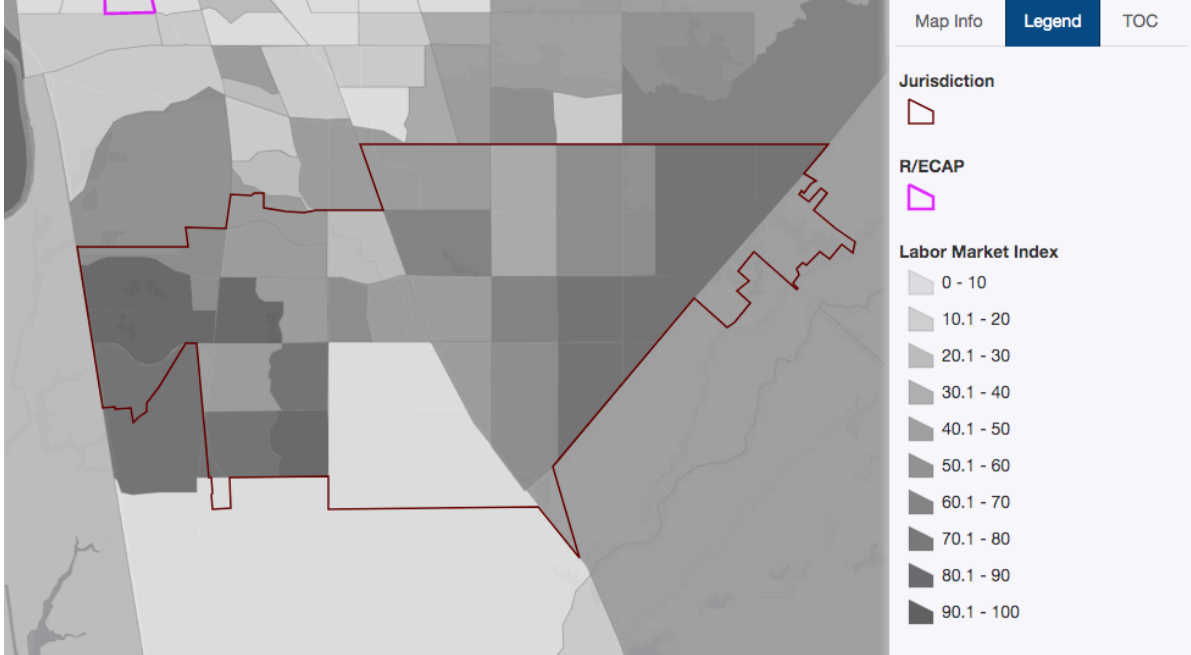 Map Info Legend TOC
Jurisdiction
R/ECAP
Labor Market Index
0 - 10
10.1 - 20
20.1 - 30
30.1 - 40
40.1 - 50
50.1 - 60
60.1 - 70
70.1 - 80
80.1 - 90
90.1 - 100